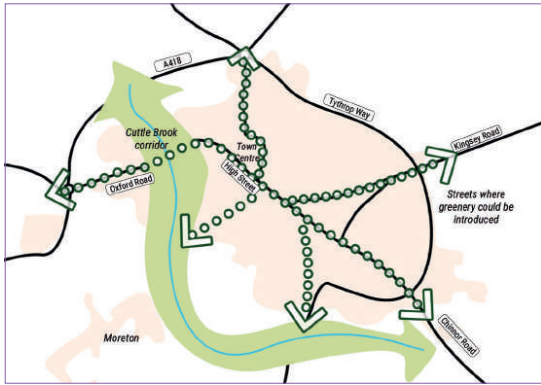 A418
Tythrop Way
Cuttle Brook
corridor
Town
Centre
Kingsey Road
High Street
Oxford Road
Streets where
greenery could be
introduced
Moreton
Chinnor Road